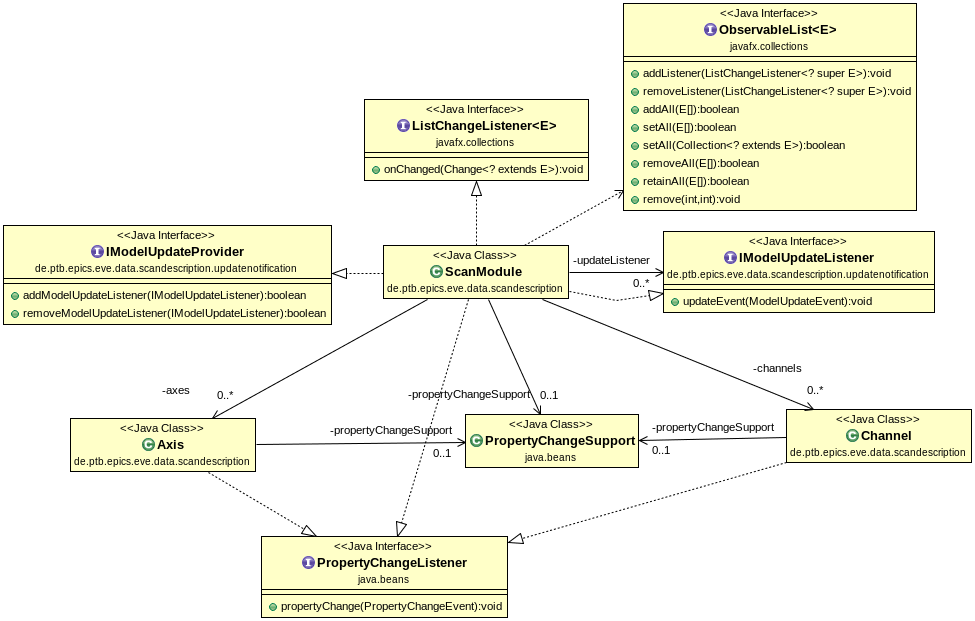 <<Java Interface>>
ObservableList<E>
javafx.collections
addListener(ListChangeListener<? super E>):void
removeListener(ListChangeListener<? super E>):void
addAll(E[]):boolean
setAll(E[]):boolean
setAll(Collection<? extends E>):boolean
removeAll(E[]):boolean
retainAll(E[]):boolean
remove(int,int):void
<<Java Interface>>
ListChangeListener<E>
javafx.collections
onChanged(Change<? extends E>):void
<<Java Interface>>
IModelUpdateProvider
de.ptb.epics.eve.data.scandescription.updatenotification
addModelUpdateListener(IModelUpdateListener):boolean
removeModelUpdateListener(IModelUpdateListener):boolean
<<Java Class>>
ScanModule
de.ptb.epics.eve.data.scandescription
-updateListener
0..*
<<Java Interface>>
IModelUpdateListener
de.ptb.epics.eve.data.scandescription.updatenotification
updateEvent(ModelUpdateEvent):void
-axes
0..*
-propertyChangeSupport
0..1
-channels
0..*
<<Java Class>>
Axis
de.ptb.epics.eve.data.scandescription
-propertyChangeSupport
0..1
<<Java Class>>
PropertyChangeSupport
java.beans
-propertyChangeSupport
0..1
<<Java Class>>
Channel
de.ptb.epics.eve.data.scandescription
<<Java Interface>>
PropertyChangeListener
java.beans
propertyChange(PropertyChangeEvent):void